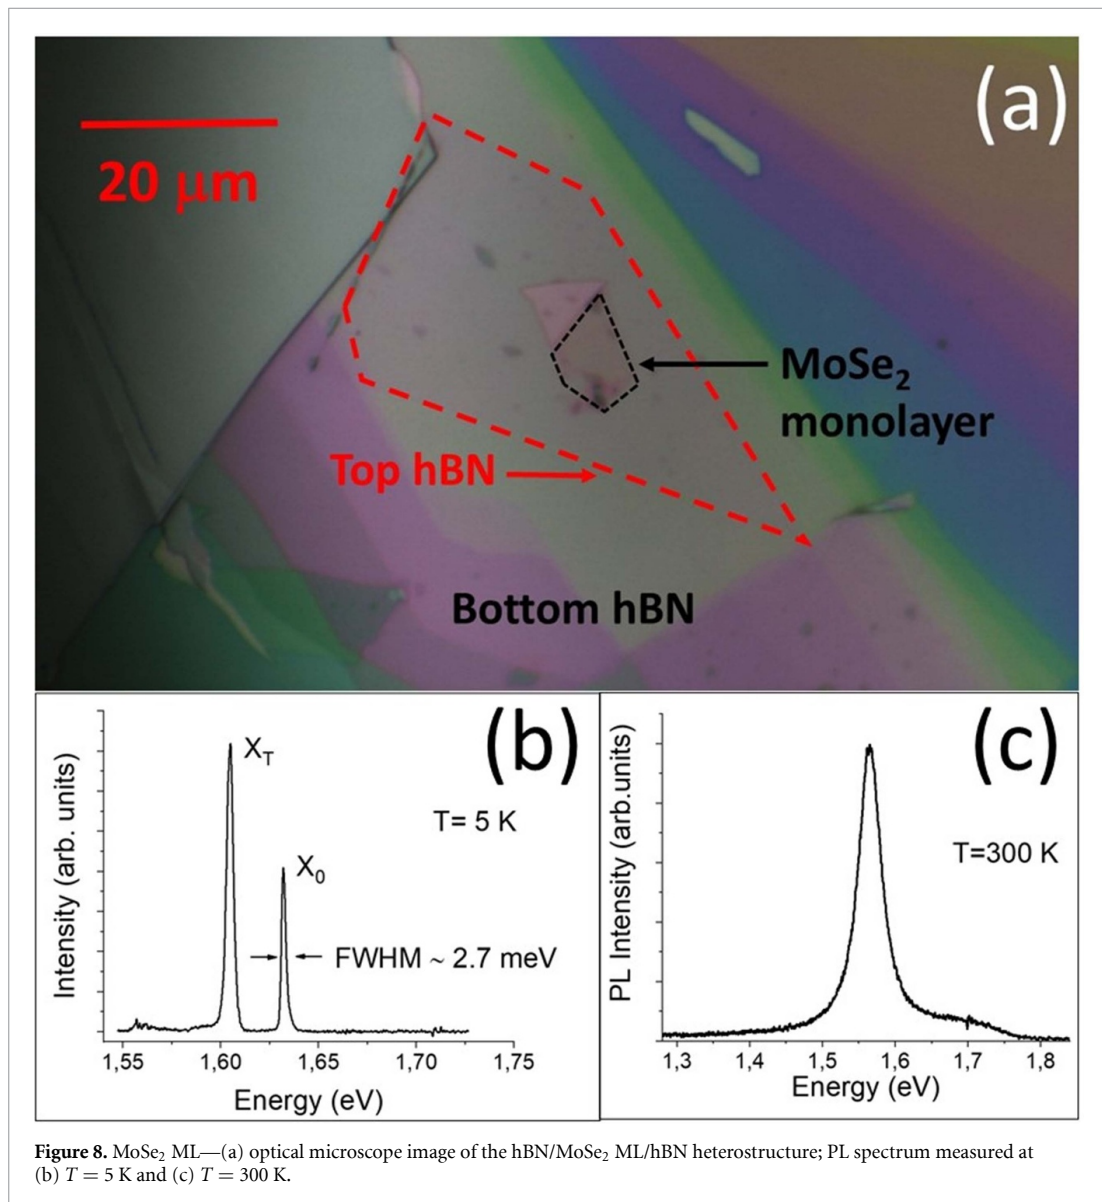 (a)
20 μm
MoSe₂
monolayer
Top hBN
Bottom hBN
(b)
X_T
T= 5 K
X₀
FWHM ~ 2.7 meV
Intensity (arb. units)
1,55 1,60 1,65 1,70 1,75
Energy (eV)
(c)
T=300 K
PL Intensity (arb.units)
1,3 1,4 1,5 1,6 1,7 1,8
Energy (eV)
Figure 8. MoSe₂ ML—(a) optical microscope image of the hBN/MoSe₂ ML/hBN heterostructure; PL spectrum measured at
(b) T = 5 K and (c) T = 300 K.